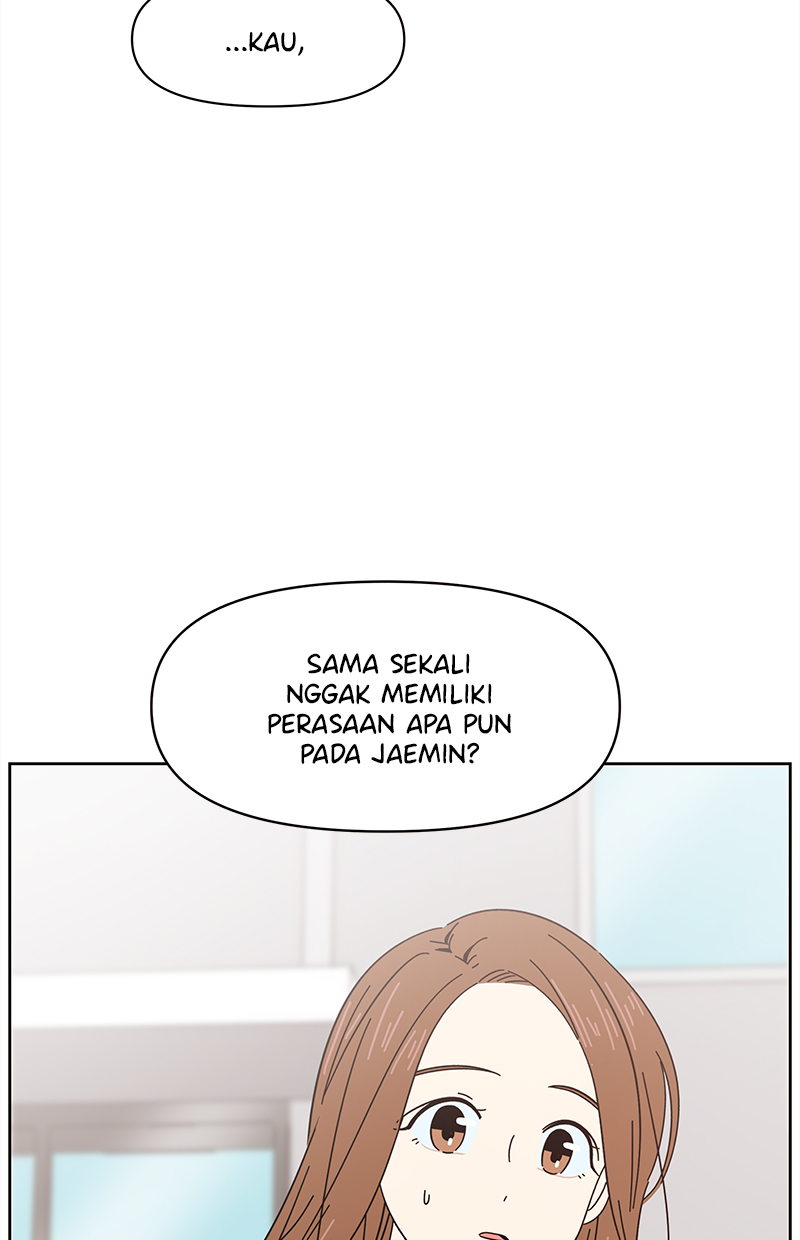 ...KAU,
SAMA SEKALI
NGGAK MEMILIKI
PERASAAN APA PUN
PADA JAEMIN?